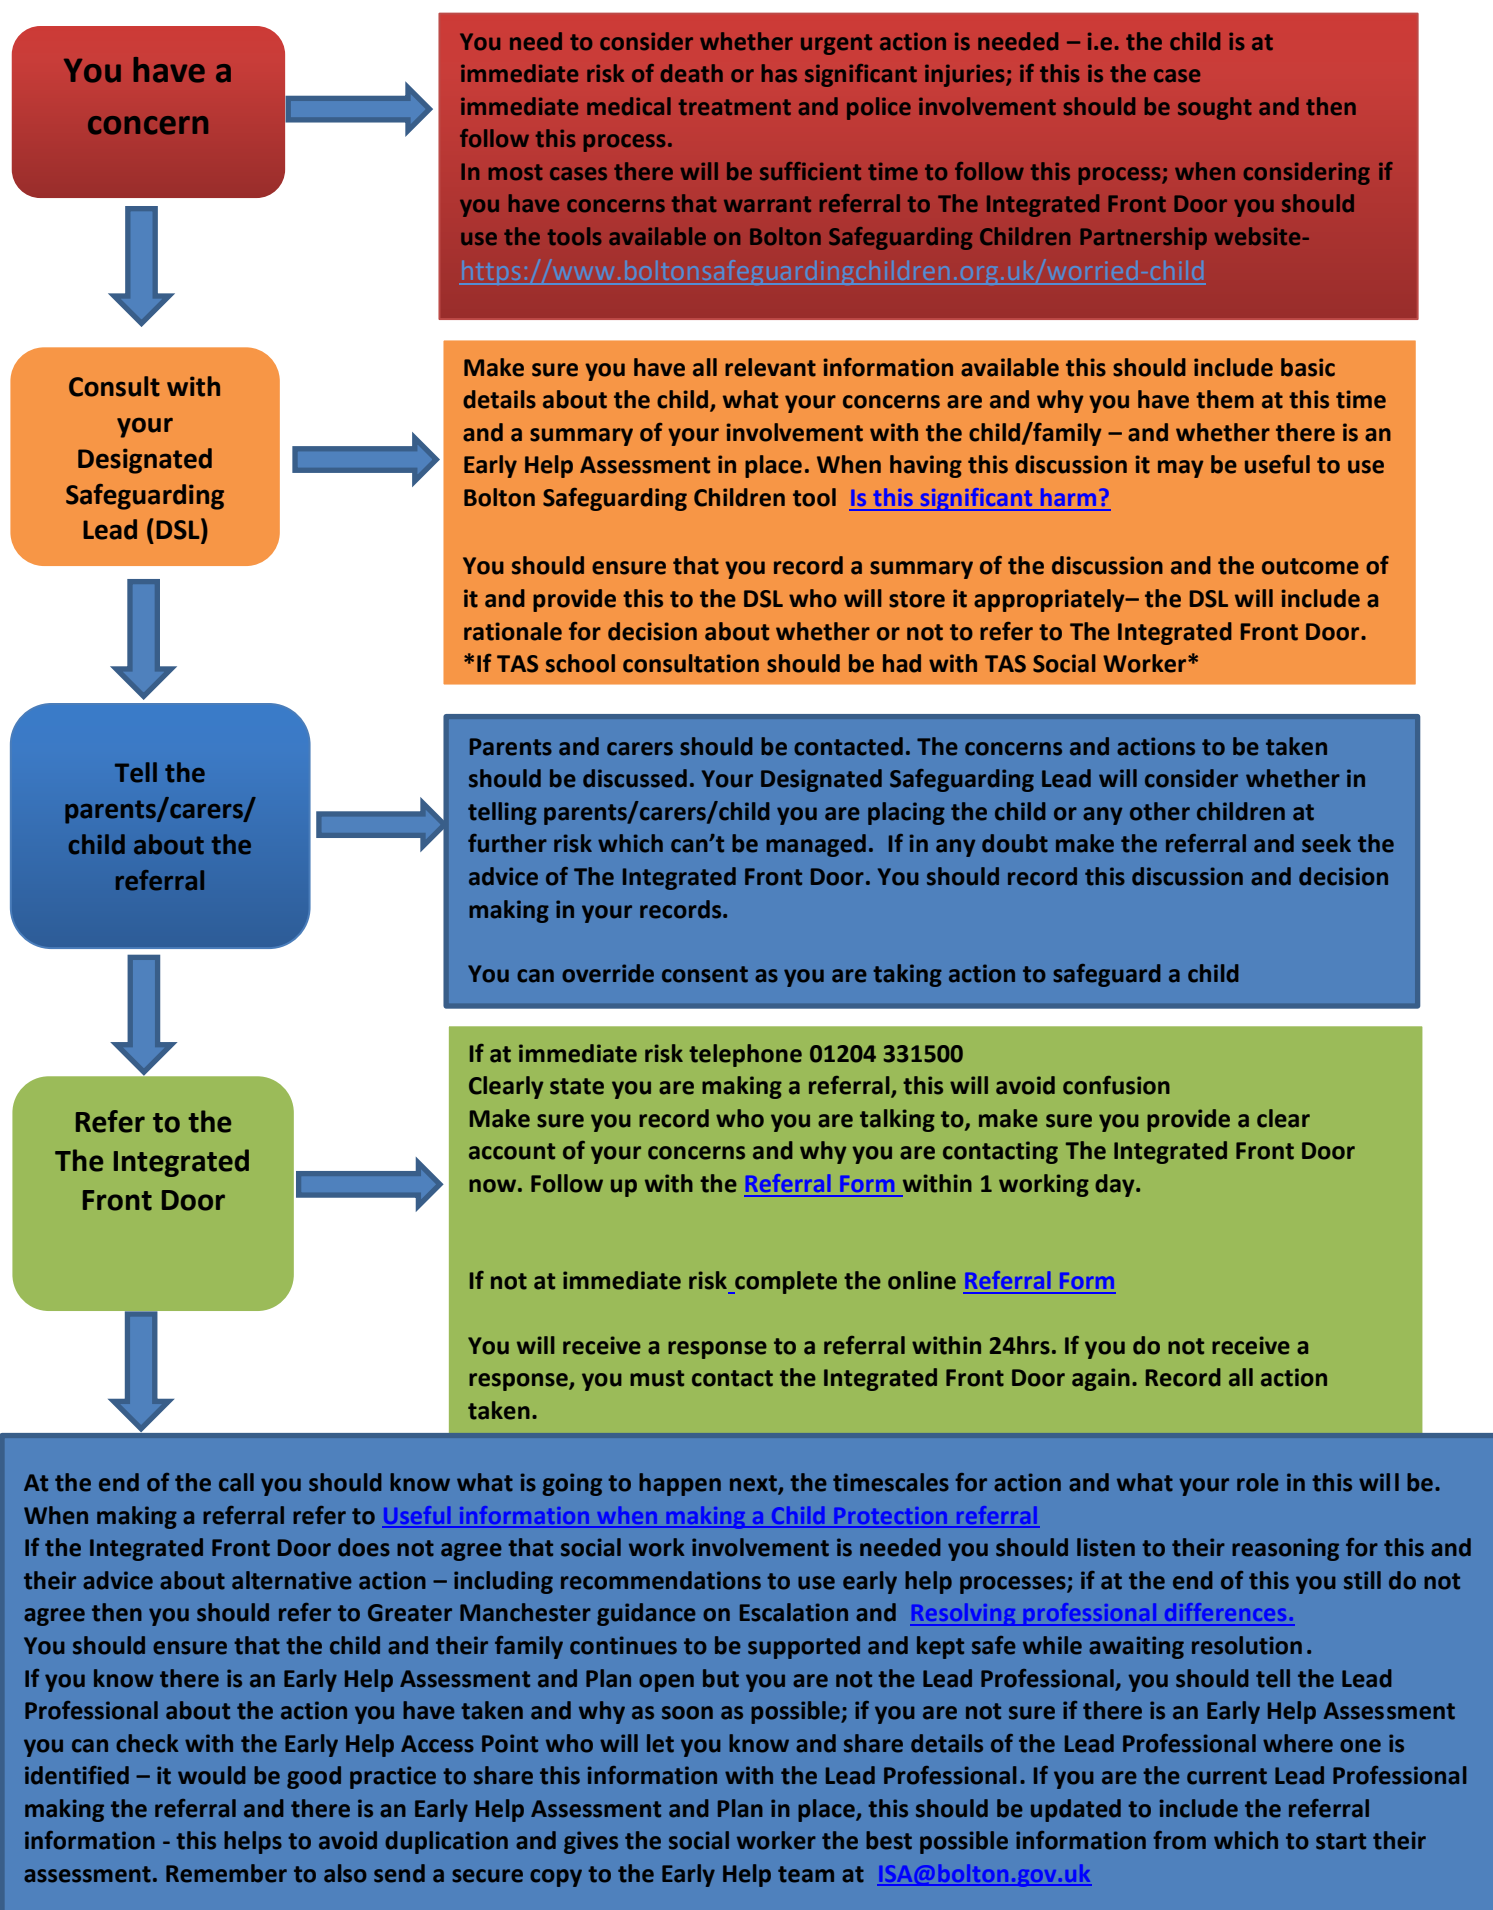 You have a
concern
You need to consider whether urgent action is needed – i.e. the child is at
immediate risk of death or has significant injuries; if this is the case
immediate medical treatment and police involvement should be sought and then
follow this process.
In most cases there will be sufficient time to follow this process; when considering if
you have concerns that warrant referral to The Integrated Front Door you should
use the tools available on Bolton Safeguarding Children Partnership website-
https://www.boltonsafeguardingchildren.org.uk/worried-child
Consult with
your
Designated
Safeguarding
Lead (DSL)
Make sure you have all relevant information available this should include basic
details about the child, what your concerns are and why you have them at this time
and a summary of your involvement with the child/family – and whether there is an
Early Help Assessment in place. When having this discussion it may be useful to use
Bolton Safeguarding Children tool Is this significant harm?
You should ensure that you record a summary of the discussion and the outcome of
it and provide this to the DSL who will store it appropriately– the DSL will include a
rationale for decision about whether or not to refer to The Integrated Front Door.
*If TAS school consultation should be had with TAS Social Worker*
Tell the
parents/carers/
child about the
referral
Parents and carers should be contacted. The concerns and actions to be taken
should be discussed. Your Designated Safeguarding Lead will consider whether in
telling parents/carers/child you are placing the child or any other children at
further risk which can’t be managed. If in any doubt make the referral and seek the
advice of The Integrated Front Door. You should record this discussion and decision
making in your records.
You can override consent as you are taking action to safeguard a child
Refer to the
The Integrated
Front Door
If at immediate risk telephone 01204 331500
Clearly state you are making a referral, this will avoid confusion
Make sure you record who you are talking to, make sure you provide a clear
account of your concerns and why you are contacting The Integrated Front Door
now. Follow up with the Referral Form within 1 working day.
If not at immediate risk complete the online Referral Form
You will receive a response to a referral within 24hrs. If you do not receive a
response, you must contact the Integrated Front Door again. Record all action
taken.
At the end of the call you should know what is going to happen next, the timescales for action and what your role in this will be.
When making a referral refer to Useful information when making a Child Protection referral
If the Integrated Front Door does not agree that social work involvement is needed you should listen to their reasoning for this and
their advice about alternative action – including recommendations to use early help processes; if at the end of this you still do not
agree then you should refer to Greater Manchester guidance on Escalation and Resolving professional differences.
You should ensure that the child and their family continues to be supported and kept safe while awaiting resolution.
If you know there is an Early Help Assessment and Plan open but you are not the Lead Professional, you should tell the Lead
Professional about the action you have taken and why as soon as possible; if you are not sure if there is an Early Help Assessment
you can check with the Early Help Access Point who will let you know and share details of the Lead Professional where one is
identified – it would be good practice to share this information with the Lead Professional. If you are the current Lead Professional
making the referral and there is an Early Help Assessment and Plan in place, this should be updated to include the referral
information - this helps to avoid duplication and gives the social worker the best possible information from which to start their
assessment. Remember to also send a secure copy to the Early Help team at ISA@bolton.gov.uk